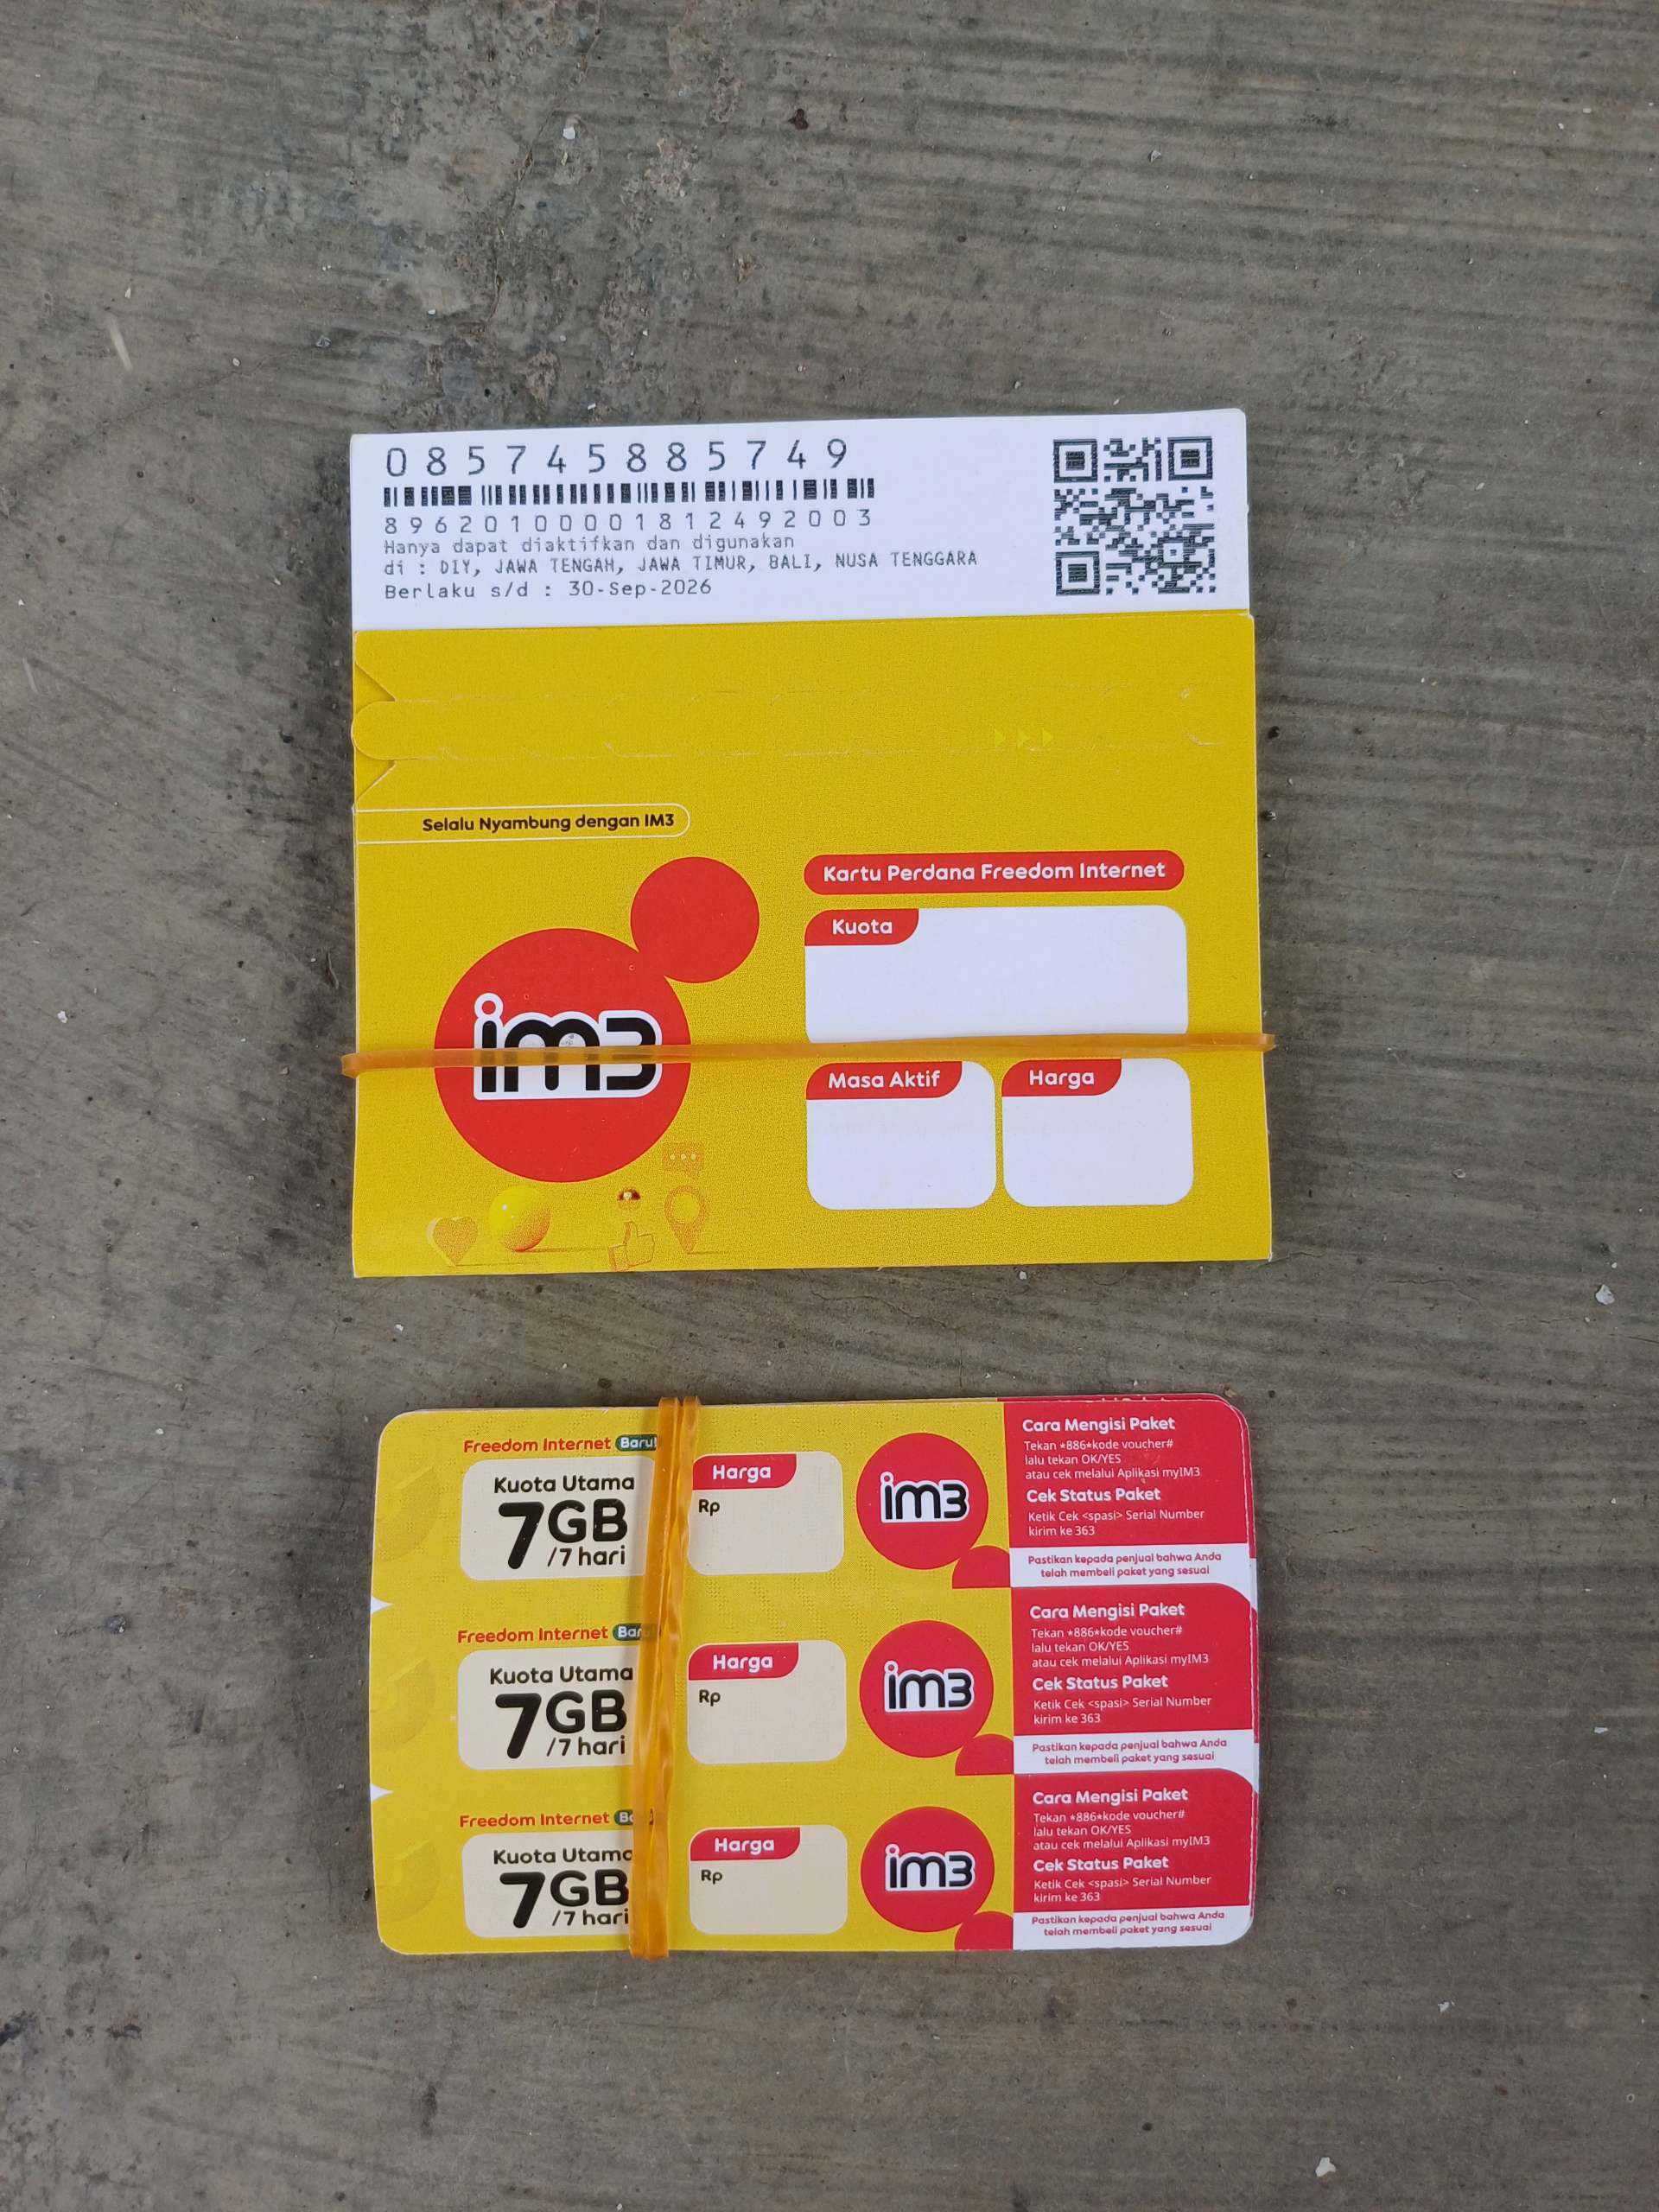 085745885749
8962010000181249​2003
Hanya dapat diaktifkan dan digunakan
di : DIY, JAWA TENGAH, JAWA TIMUR, BALI, NUSA TENGGARA
Berlaku s/d : 30-Sep-2026
Selalu Nyambung dengan IM3
Kartu Perdana Freedom Internet
Kuota
im3
Masa Aktif
Harga
Freedom Internet Baru!
Kuota Utama
7GB
/7 hari
Harga
Rp
im3
Cara Mengisi Paket
Tekan *886*kode voucher#
lalu tekan OK/YES
atau cek melalui Aplikasi myIM3
Cek Status Paket
Ketik Cek <spasi> Serial Number
kirim ke 363
Pastikan kepada penjual bahwa Anda
telah membeli paket yang sesuai
Freedom Internet Bar
Kuota Utama
7GB
/7 hari
Harga
Rp
im3
Cara Mengisi Paket
Tekan *886*kode voucher#
lalu tekan OK/YES
atau cek melalui Aplikasi myIM3
Cek Status Paket
Ketik Cek <spasi> Serial Number
kirim ke 363
Pastikan kepada penjual bahwa Anda
telah membeli paket yang sesuai
Freedom Internet
Kuota Utama
7GB
/7 hari
Harga
Rp
im3
Cara Mengisi Paket
Tekan *886*kode voucher#
lalu tekan OK/YES
atau cek melalui Aplikasi myIM3
Cek Status Paket
Ketik Cek <spasi> Serial Number
kirim ke 363
Pastikan kepada penjual bahwa Anda
telah membeli paket yang sesuai